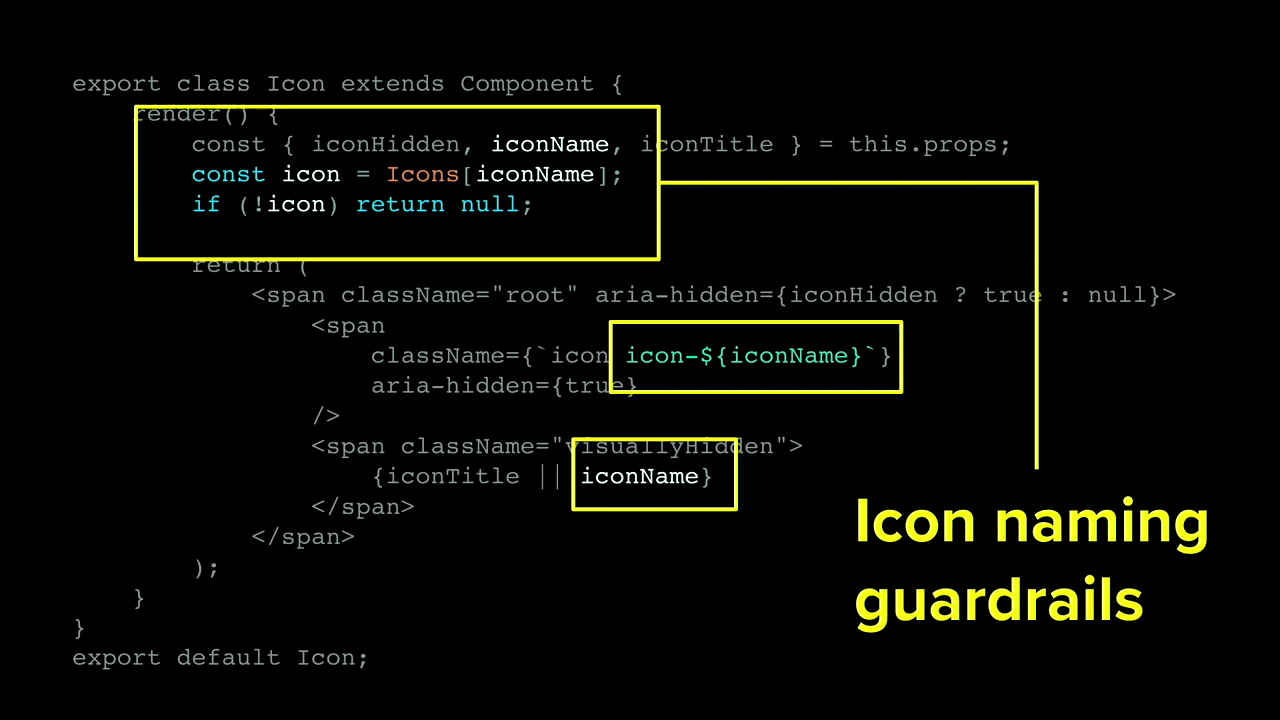 export class Icon extends Component {
    render() {
        const { iconHidden, iconName, iconTitle } = this.props;
        const icon = Icons[iconName];
        if (!icon) return null;
        return (
            <span className="root" aria-hidden={iconHidden ? true : null}>
                <span
                    className={`icon icon-${iconName}`}
                    aria-hidden={true}
                />
                <span className="visuallyHidden">
                    {iconTitle || iconName}
                </span>
            </span>
        );
    }
}
export default Icon;
Icon naming
guardrails